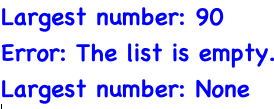 Largest number: 90
Error: The list is empty.
Largest number: None